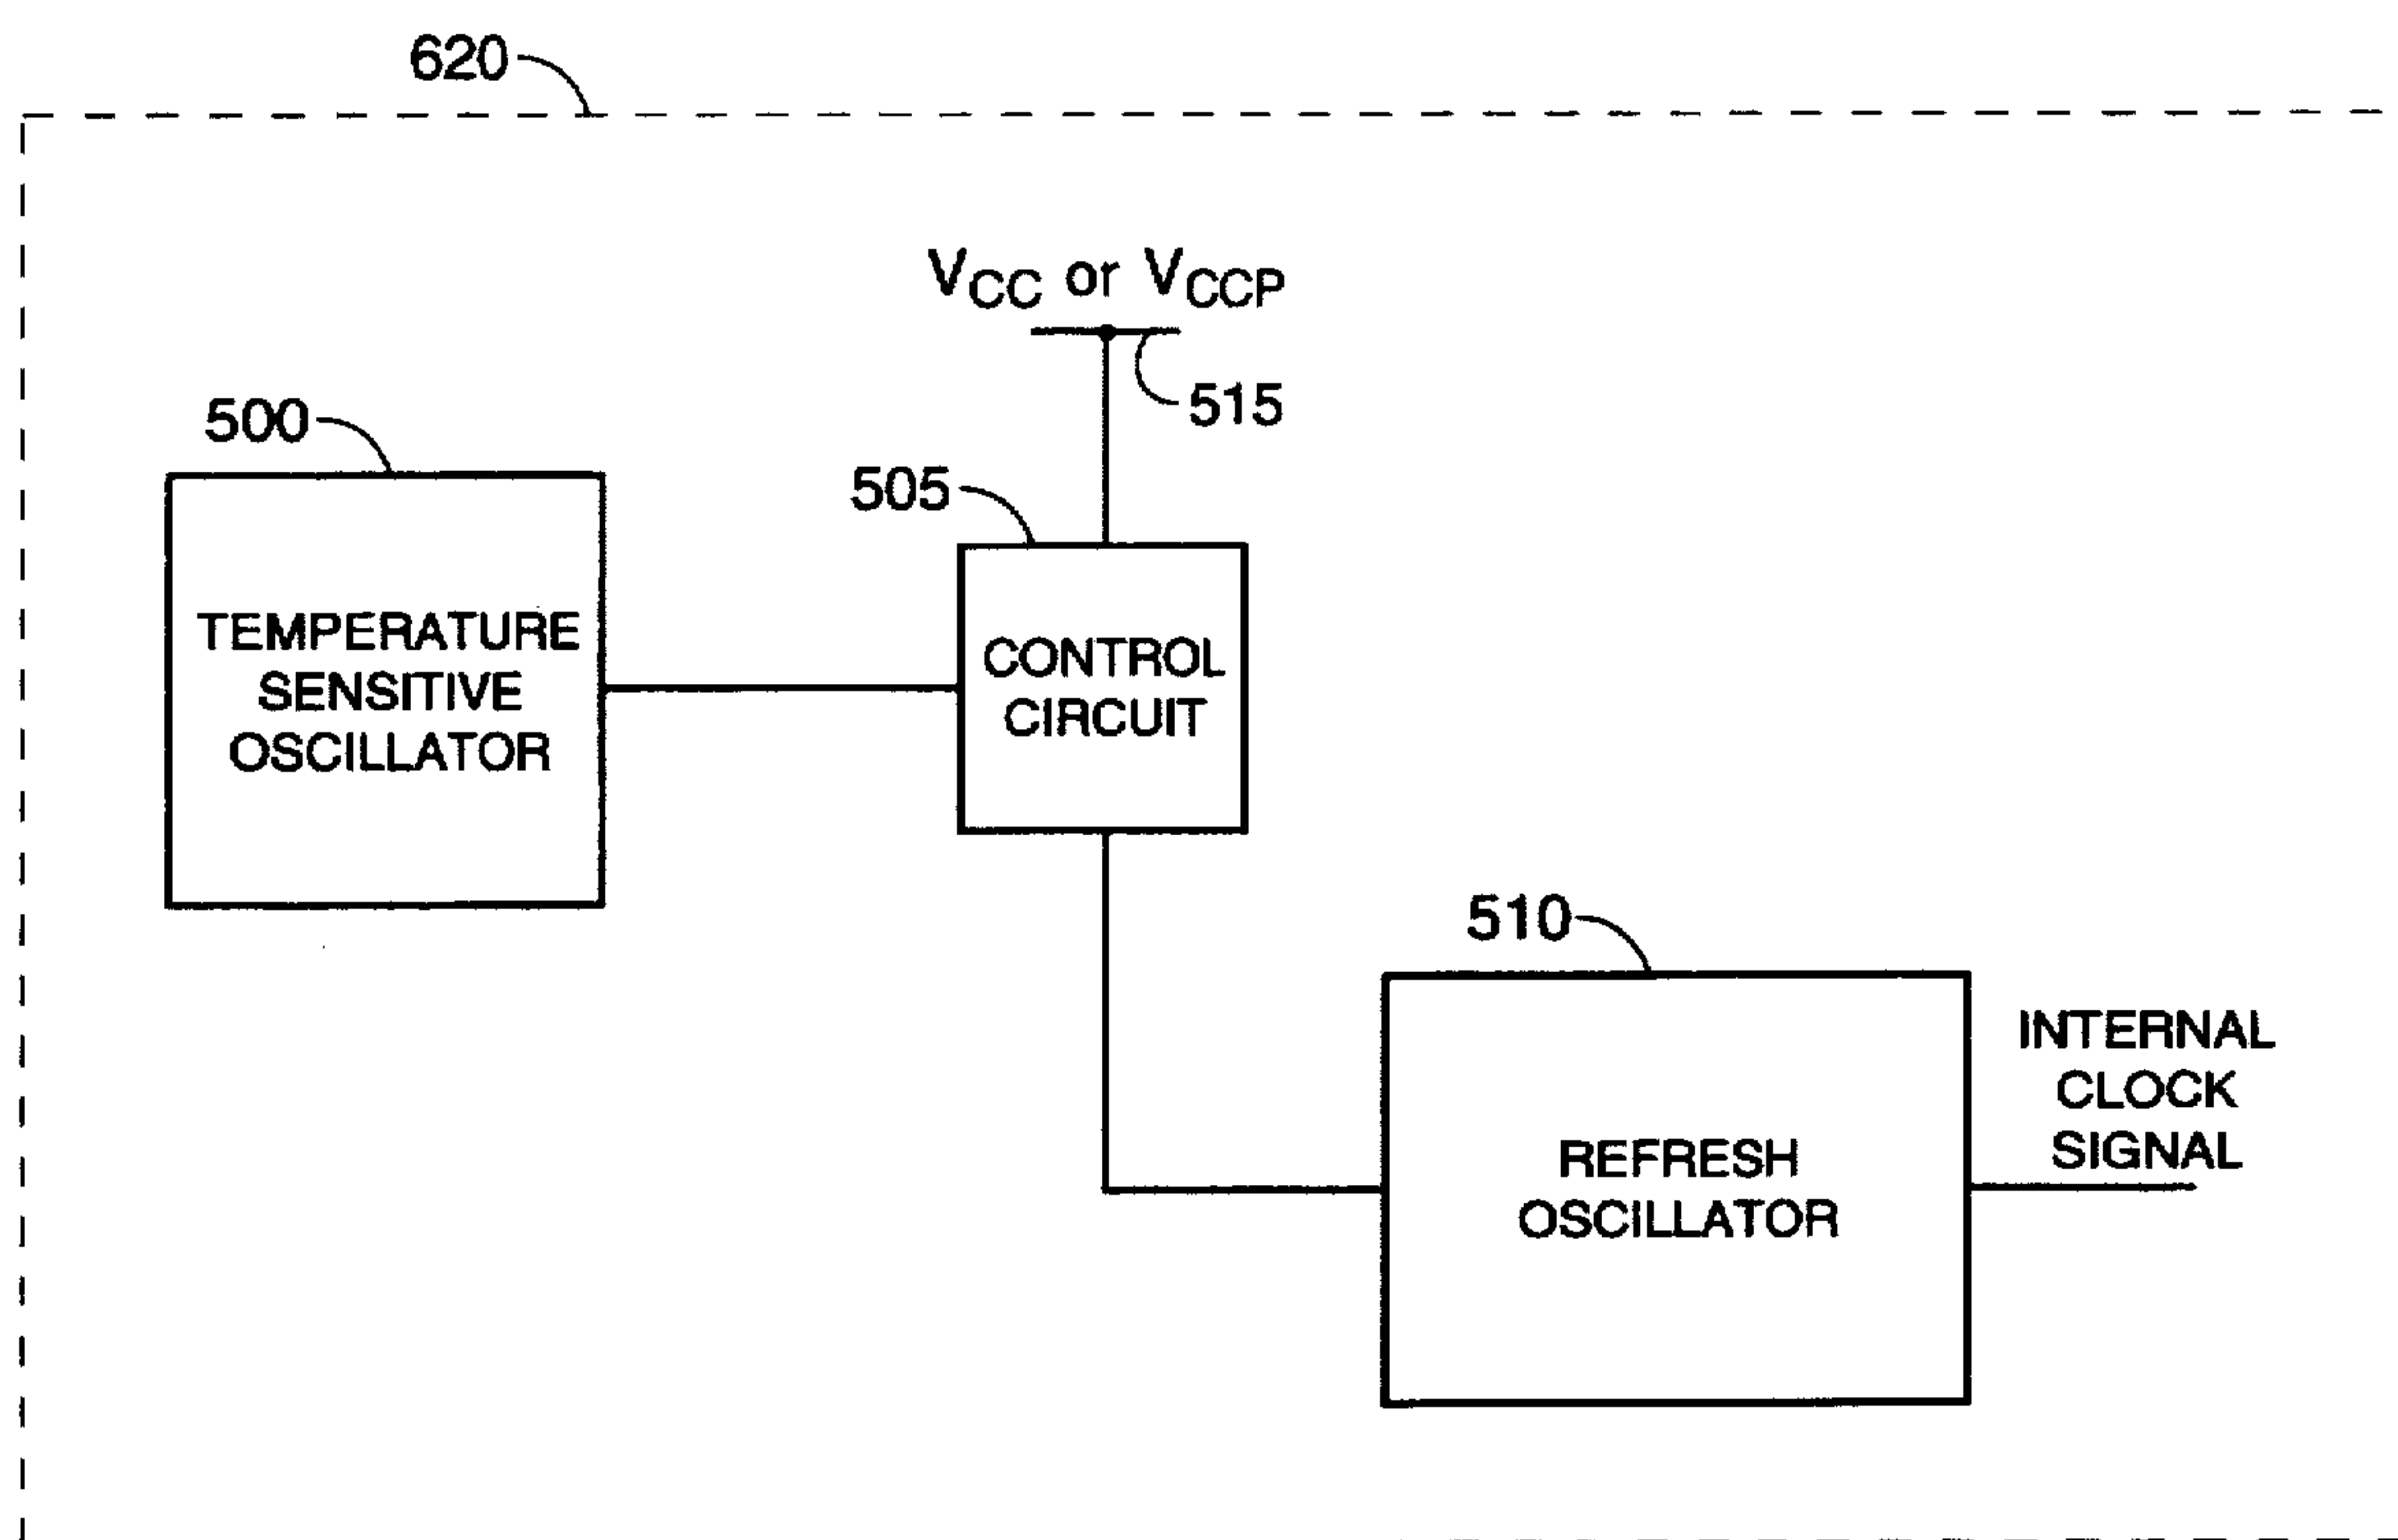 620
VCC or VCCP
515
500
505
TEMPERATURE
SENSITIVE
OSCILLATOR
CONTROL
CIRCUIT
510
INTERNAL
CLOCK
SIGNAL
REFRESH
OSCILLATOR